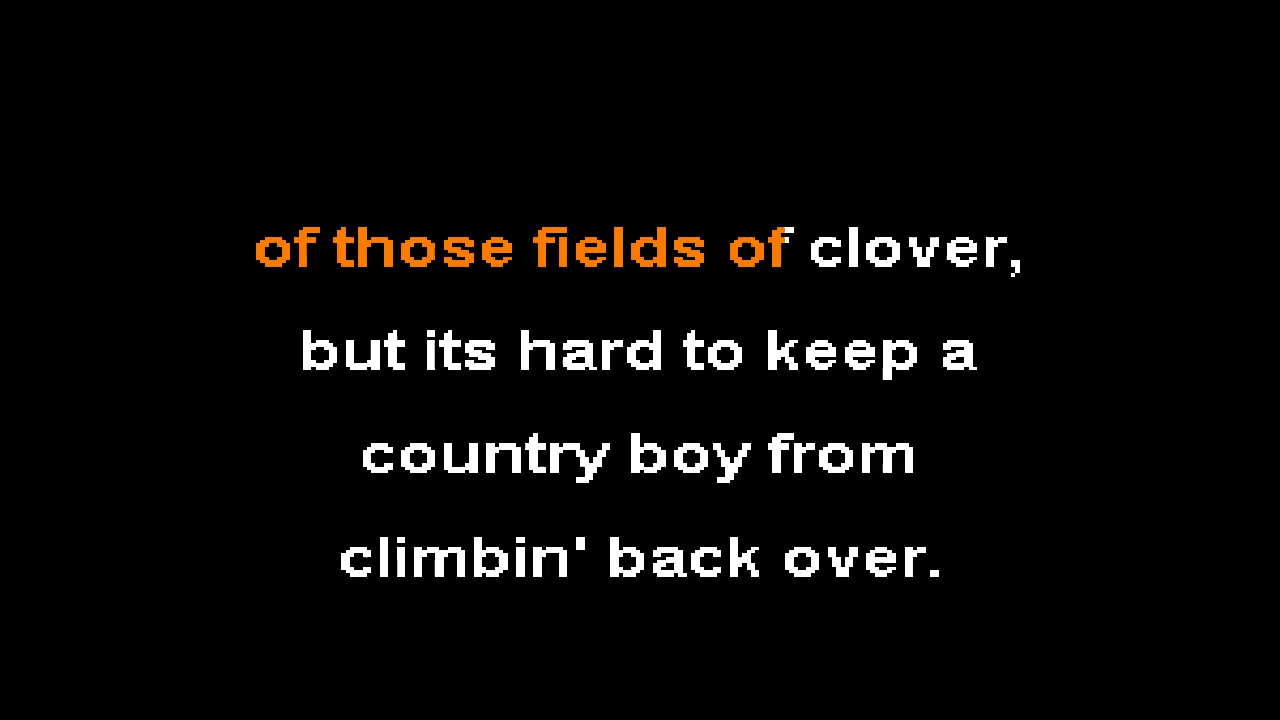 of those fields of clover,
but its hard to keep a
country boy from
climbin' back over.